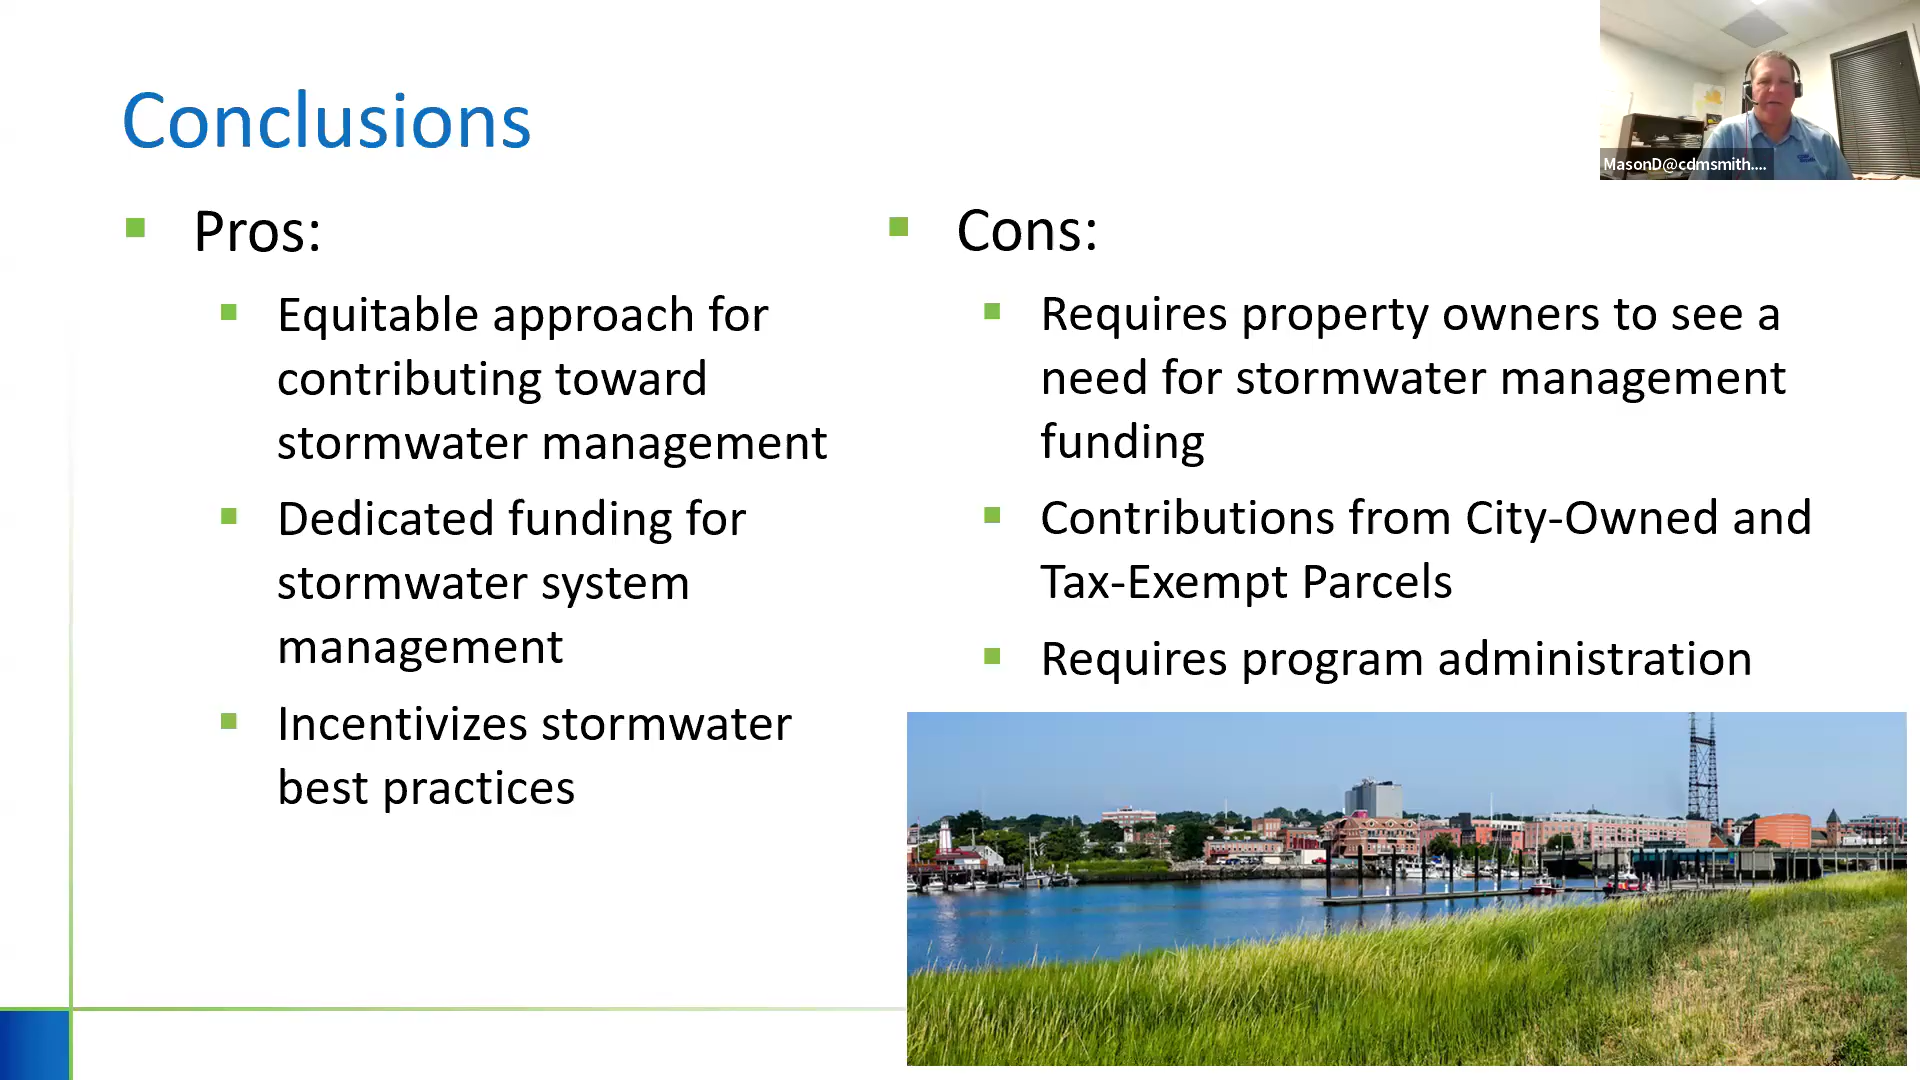 Conclusions
Pros:
Equitable approach for
contributing toward
stormwater management
Dedicated funding for
stormwater system
management
Incentivizes stormwater
best practices
Cons:
Requires property owners to see a
need for stormwater management
funding
Contributions from City-Owned and
Tax-Exempt Parcels
Requires program administration
MasonD@cdmsmith....